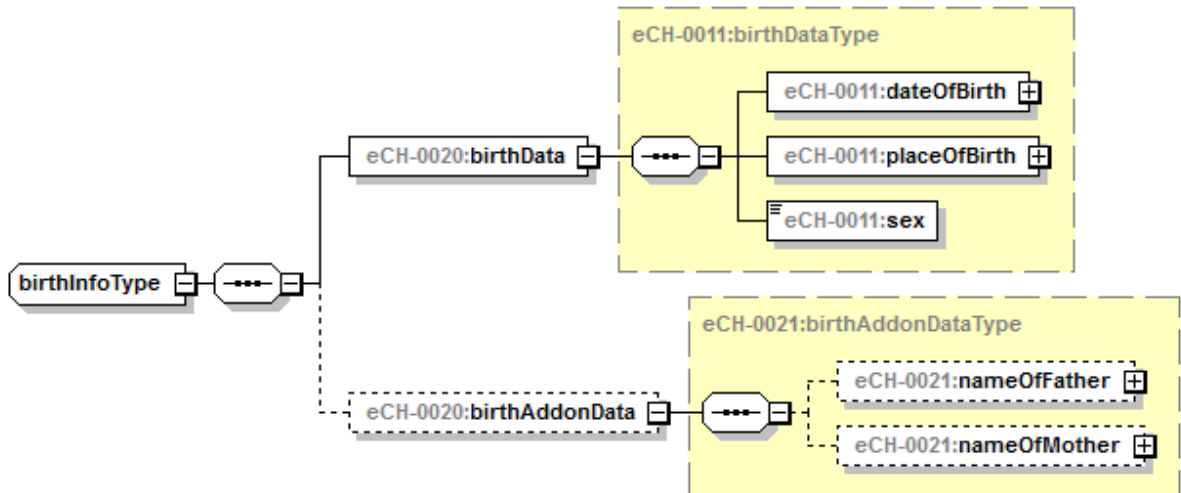 eCH-0011:birthDataType
eCH-0011:dateOfBirth
eCH-0020:birthData
eCH-0011:placeOfBirth
eCH-0011:sex
birthInfoType
eCH-0021:birthAddonDataType
eCH-0021:nameOfFather
eCH-0020:birthAddonData
eCH-0021:nameOfMother